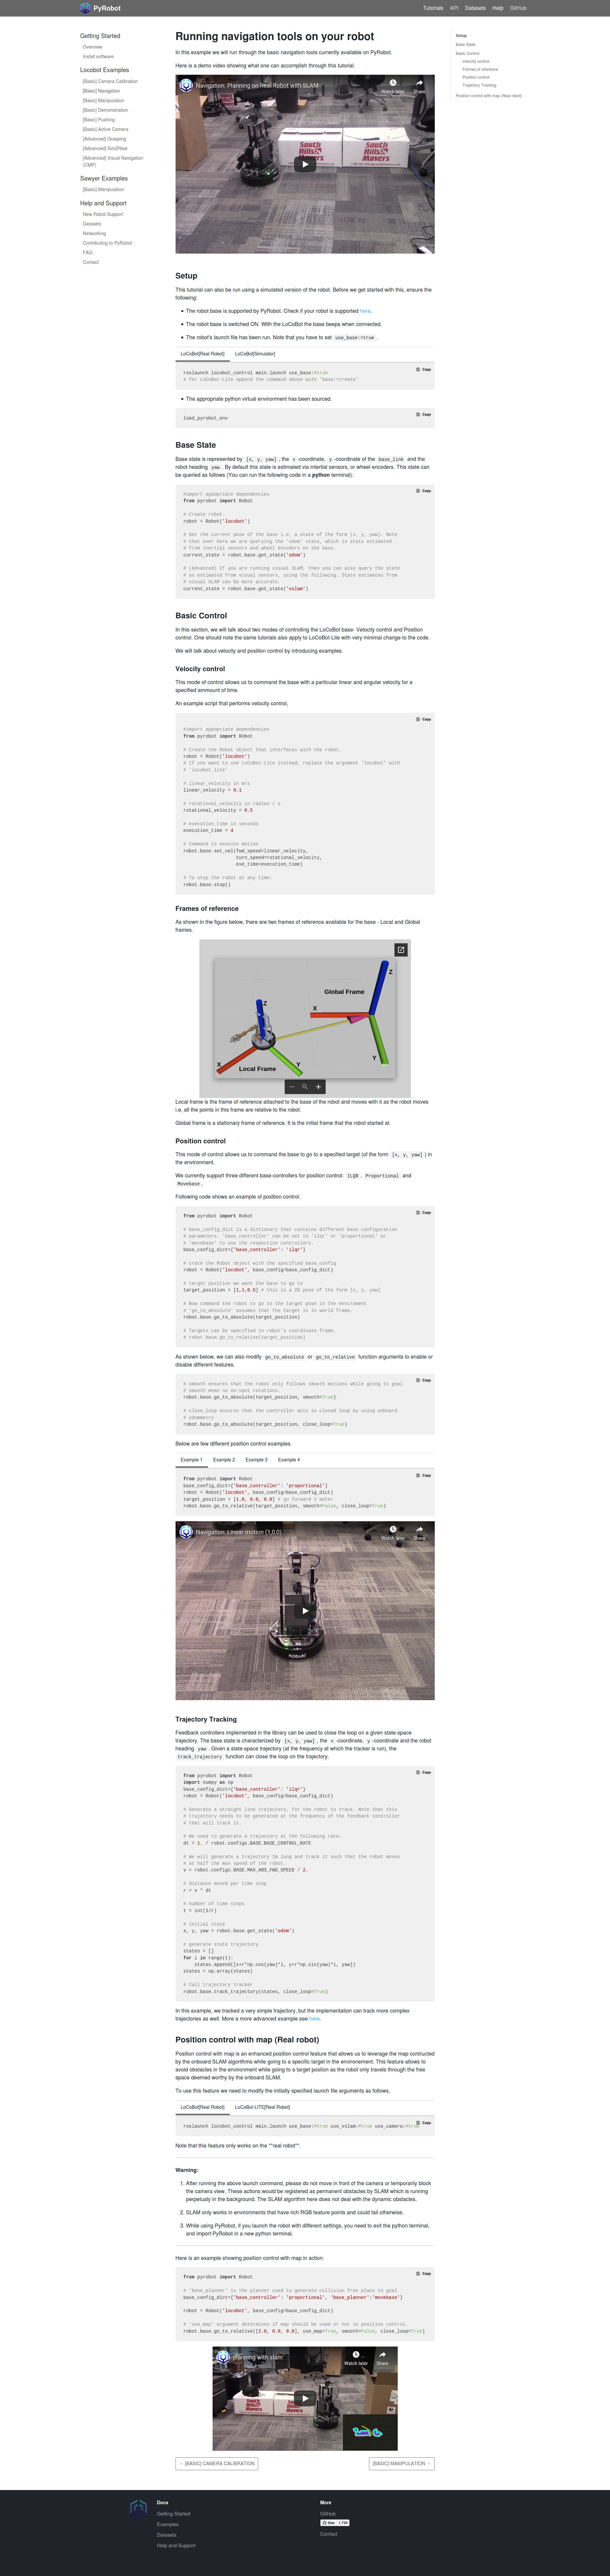 PyRobot
Tutorials API Datasets Help GitHub
Getting Started
Overview
Install software
Locobot Examples
[Basic] Camera Calibration
[Basic] Navigation
[Basic] Manipulation
[Basic] Demonstration
[Basic] Pushing
[Basic] Active Camera
[Advanced] Grasping
[Advanced] Sim2Real
[Advanced] Visual Navigation
(CMP)
Sawyer Examples
[Basic] Manipulation
Help and Support
New Robot Support
Datasets
Networking
Contributing to PyRobot
FAQ
Contact
Running navigation tools on your robot
In this example we will run through the basic navigation tools currently available on PyRobot.
Here is a demo video showing what one can accomplish through this tutorial.
Navigation: Planning on Real Robot with SLAM
Watch later Share
South Hills Movers
Setup
This tutorial can also be run using a simulated version of the robot. Before we get started with this, ensure the
following:
• The robot base is supported by PyRobot. Check if your robot is supported here.
• The robot base is switched ON. With the LoCoBot the base beeps when connected.
• The robot's launch file has been run. Note that you have to set use_base:=true .
LoCoBot[Real Robot] LoCoBot[Simulator]
Copy
roslaunch locobot_control main.launch use_base:=true
# for LoCoBot-Lite append the command above with 'base:=create'
• The appropriate python virtual environment has been sourced.
Copy
load_pyrobot_env
Base State
Base state is represented by [x, y, yaw] , the x -coordinate, y -coordinate of the base_link and the
robot heading yaw . By default this state is estimated via intertial sensors, or wheel encoders. This state can
be queried as follows (You can run the following code in a python terminal):
Copy
#import appopriate dependencies
from pyrobot import Robot
# Create robot.
robot = Robot('locobot')
# Get the current pose of the base i.e, a state of the form (x, y, yaw). Note
# that over here we are querying the 'odom' state, which is state estimated
# from inertial sensors and wheel encoders on the base.
current_state = robot.base.get_state('odom')
# (Advanced) If you are running visual SLAM, then you can also query the state
# as estimated from visual sensors, using the following. State estimates from
# visual SLAM can be more accurate.
current_state = robot.base.get_state('vslam')
Basic Control
In this section, we will talk about two modes of controlling the LoCoBot base- Velocity control and Position
control. One should note the same tutorials also apply to LoCoBot-Lite with very minimal change to the code.
We will talk about velocity and position control by introducing examples.
Velocity control
This mode of control allows us to command the base with a particular linear and angular velocity for a
specified ammount of time.
An example script that performs velocity control,
Copy
#import appopriate dependencies
from pyrobot import Robot
# Create the Robot object that interfaces with the robot.
robot = Robot('locobot')
# If you want to use LoCoBot-Lite instead, replace the argument 'locobot' with
# 'locobot_lite'
# linear_velocity in m/s
linear_velocity = 0.1
# rotational_velocity in radian / s
rotational_velocity = 0.5
# execution_time in seconds
execution_time = 4
# Command to execute motion
robot.base.set_vel(fwd_speed=linear_velocity,
turn_speed=rotational_velocity,
exe_time=execution_time)
# To stop the robot at any time:
robot.base.stop()
Frames of reference
As shown in the figure below, there are two frames of reference available for the base - Local and Global
frames.
Z
Z
Global Frame
X
Y
X
Y
Local Frame
Local frame is the frame of reference attached to the base of the robot and moves with it as the robot moves
i.e, all the points in this frame are relative to the robot.
Global frame is a stationary frame of reference. It is the initial frame that the robot started at.
Position control
This mode of control allows us to command the base to go to a specified target (of the form [x, y, yaw] ) in
the environment.
We currently support three different base-controllers for position control: ILQR , Proportional and
Movebase .
Following code shows an example of position control.
Copy
from pyrobot import Robot
# base_config_dict is a dictionary that contains different base configuration
# parameters. 'base_controller' can be set to 'ilqr' or 'proportional' or
# 'movebase' to use the respective controllers.
base_config_dict={'base_controller': 'ilqr'}
# crate the Robot object with the specified base_config
robot = Robot('locobot', base_config=base_config_dict)
# target position we want the base to go to
target_position = [1,1,0.5] # this is a 2D pose of the form [x, y, yaw]
# Now command the robot to go to the target pose in the enviroment
# 'go_to_absolute' assumes that the target is in world frame.
robot.base.go_to_absolute(target_position)
# Targets can be specified in robot's coordinate frame.
# robot.base.go_to_relative(target_position)
As shown below, we can also modify go_to_absolute or go_to_relative function arguments to enable or
disable different features.
Copy
# smooth ensures that the robot only follows smooth motions while going to goal
# smooth mean no on-spot rotations.
robot.base.go_to_absolute(target_position, smooth=True)
# close_loop ensures that the controller acts in closed loop by using onboard
# odometry
robot.base.go_to_absolute(target_position, close_loop=True)
Below are few different position control examples.
Example 1 Example 2 Example 3 Example 4
Copy
from pyrobot import Robot
base_config_dict={'base_controller': 'proportional'}
robot = Robot('locobot', base_config=base_config_dict)
target_position = [1.0, 0.0, 0.0] # go forward 1 meter
robot.base.go_to_relative(target_position, smooth=False, close_loop=True)
Navigation: Linear motion (1,0,0)
Watch later Share
Kobuki
Trajectory Tracking
Feedback controllers implemented in the library can be used to close the loop on a given state-space
trajectory. The base state is characterized by [x, y, yaw] , the x -coordinate, y -coordinate and the robot
heading yaw . Given a state-space trajectory (at the frequency at which the tracker is run), the
track_trajectory function can close the loop on the trajectory.
Copy
from pyrobot import Robot
import numpy as np
base_config_dict={'base_controller': 'ilqr'}
robot = Robot('locobot', base_config=base_config_dict)
# Generate a straight line trajectory, for the robot to track. Note that this
# trajectory needs to be generated at the frequency of the feedback controller
# that will track it.
# We need to generate a trajectory at the following rate.
dt = 1. / robot.configs.BASE.BASE_CONTROL_RATE
# We will generate a trajectory 1m long and track it such that the robot moves
# at half the max speed of the robot.
v = robot.configs.BASE.MAX_ABS_FWD_SPEED / 2.
# distance moved per time step
r = v * dt
# number of time steps
t = int(1/r)
# initial state
x, y, yaw = robot.base.get_state('odom')
# generate state trajectory
states = []
for i in range(t):
states.append([x+r*np.cos(yaw)*i, y+r*np.sin(yaw)*i, yaw])
states = np.array(states)
# Call trajectory tracker
robot.base.track_trajectory(states, close_loop=True)
In this example, we tracked a very simple trajectory, but the implementation can track more complex
trajectories as well. More a more advanced example see here.
Position control with map (Real robot)
Position control with map is an enhanced position control feature that allows us to leverage the map contructed
by the onboard SLAM algorithms while going to a specific target in the environement. This feature allows to
avoid obstacles in the environment while going to a target postion as the robot only travels through the free
space deemed worthy by the onboard SLAM.
To use this feature we need to modify the initially specified launch file arguments as follows,
LoCoBot[Real Robot] LoCoBot-LITE[Real Robot]
Copy
roslaunch locobot_control main.launch use_base:=true use_vslam:=true use_camera:=true
Note that this feature only works on the **real robot**.
Warning:
1. After running the above launch command, please do not move in front of the camera or temporarily block
the camera view. These actions would be registered as permanent obstacles by SLAM which is running
perpetualy in the background. The SLAM algorithm here does not deal with the dynamic obstacles.
2. SLAM only works in environments that have rich RGB feature points and could fail otherwise.
3. While using PyRobot, if you launch the robot with different settings, you need to exit the python terminal,
and import PyRobot in a new python terminal.
Here is an example showing position control with map in action.
Copy
from pyrobot import Robot
# 'base_planner' is the planner used to generate collision free plans to goal
base_config_dict={'base_controller': 'proportional', 'base_planner':'movebase'}
robot = Robot('locobot', base_config=base_config_dict)
# 'use_map' argument determines if map should be used or not in position control.
robot.base.go_to_relative([2.0, 0.0, 0.0], use_map=True, smooth=False, close_loop=True)
planning with slam
Watch later Share
← [BASIC] CAMERA CALIBRATION
[BASIC] MANIPULATION →
Setup
Base State
Basic Control
Velocity control
Frames of reference
Position control
Trajectory Tracking
Position control with map (Real robot)
Docs
Getting Started
Examples
Datasets
Help and Support
More
GitHub
Star 1,739
Contact